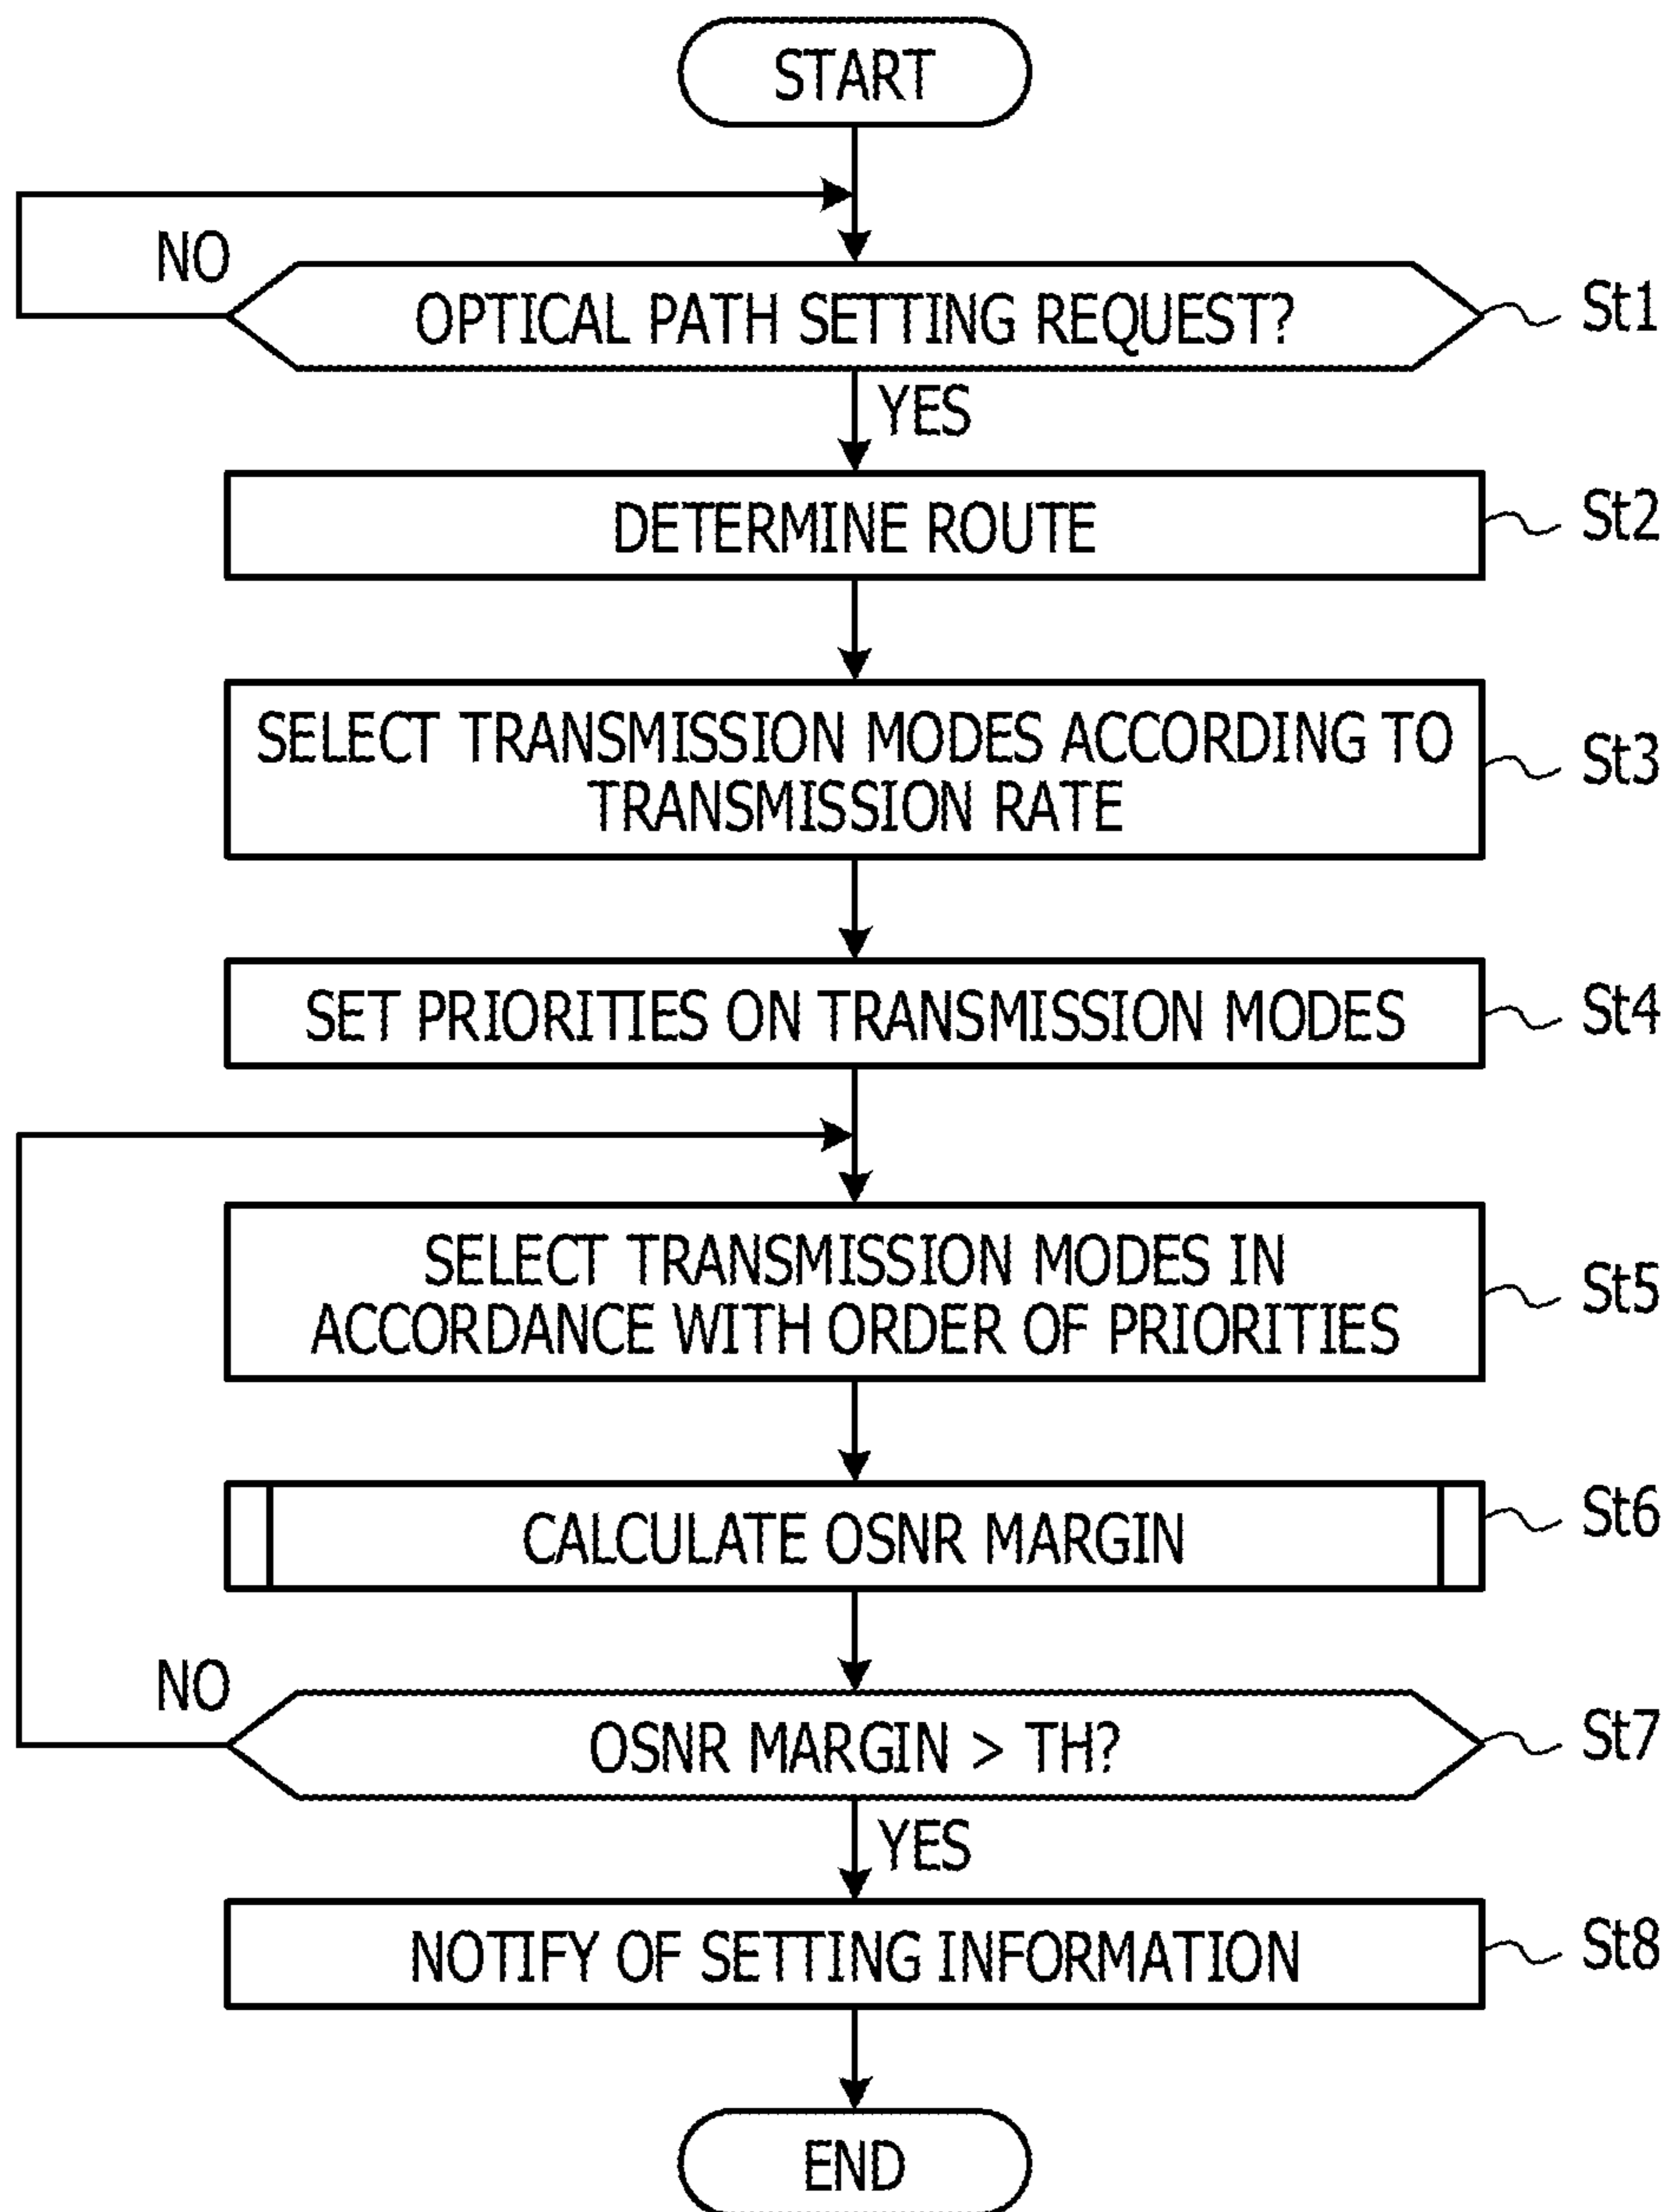 START
NO
OPTICAL PATH SETTING REQUEST?
St1
YES
DETERMINE ROUTE
St2
SELECT TRANSMISSION MODES ACCORDING TO
TRANSMISSION RATE
St3
SET PRIORITIES ON TRANSMISSION MODES
St4
SELECT TRANSMISSION MODES IN
ACCORDANCE WITH ORDER OF PRIORITIES
St5
CALCULATE OSNR MARGIN
St6
NO
OSNR MARGIN > TH?
St7
YES
NOTIFY OF SETTING INFORMATION
St8
END